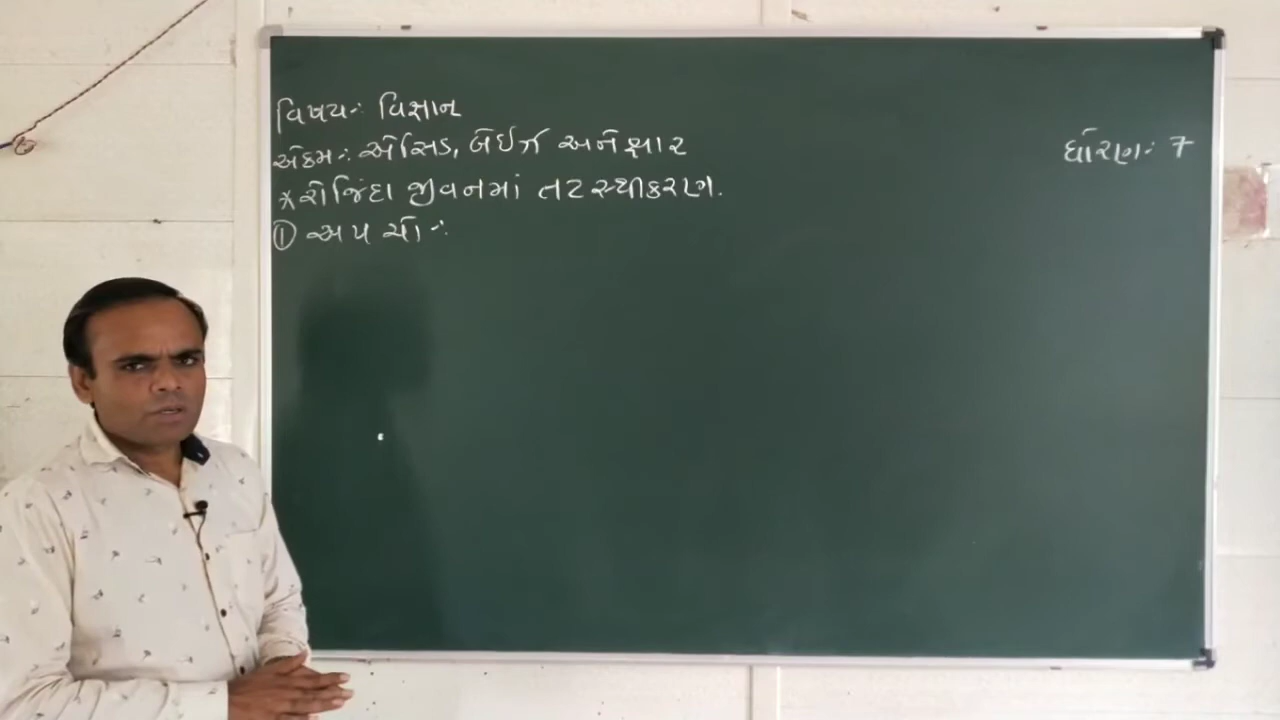 વિષય:- વિજ્ઞાન
એકમ:- એસિડ, બેઈઝ અને ક્ષાર
ધોરણ:- 7
* રોજિંદા જીવનમાં તટસ્થીકરણ.
① અપચો :-